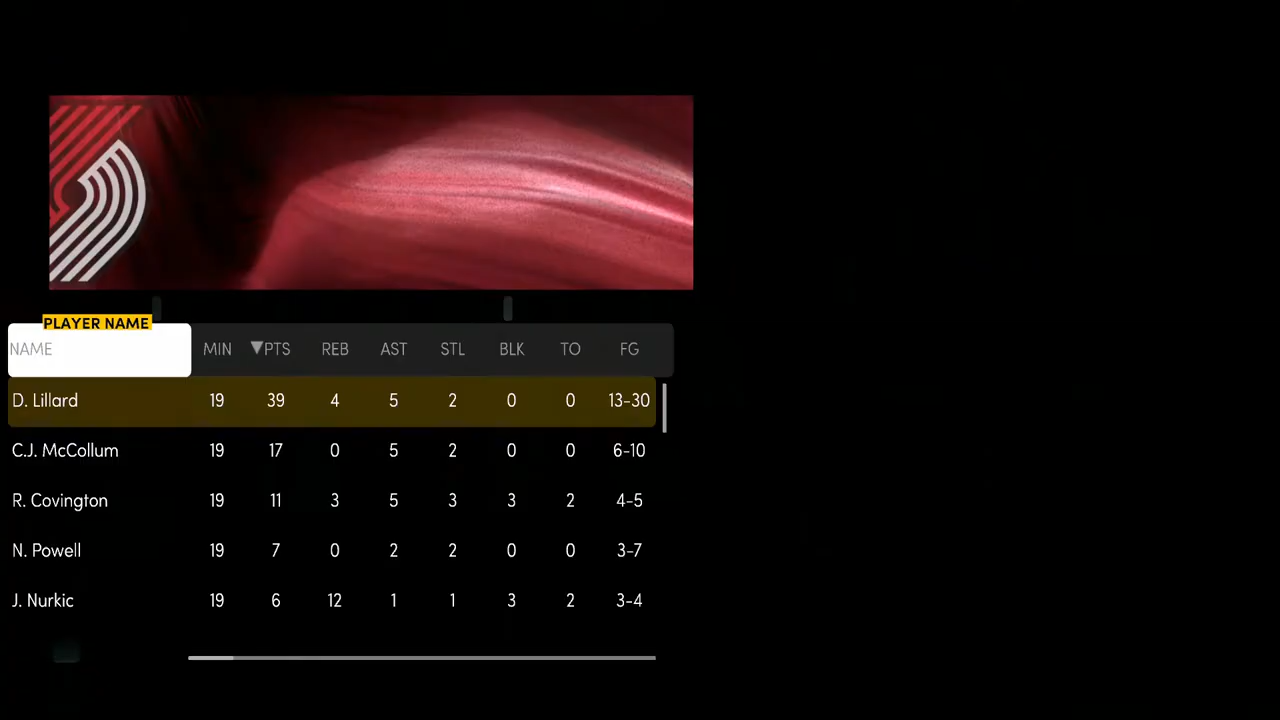 PLAYER NAME
NAME MIN ▼PTS REB AST STL BLK TO FG
D. Lillard 19 39 4 5 2 0 0 13-30
C.J. McCollum 19 17 0 5 2 0 0 6-10
R. Covington 19 11 3 5 3 3 2 4-5
N. Powell 19 7 0 2 2 0 0 3-7
J. Nurkic 19 6 12 1 1 3 2 3-4